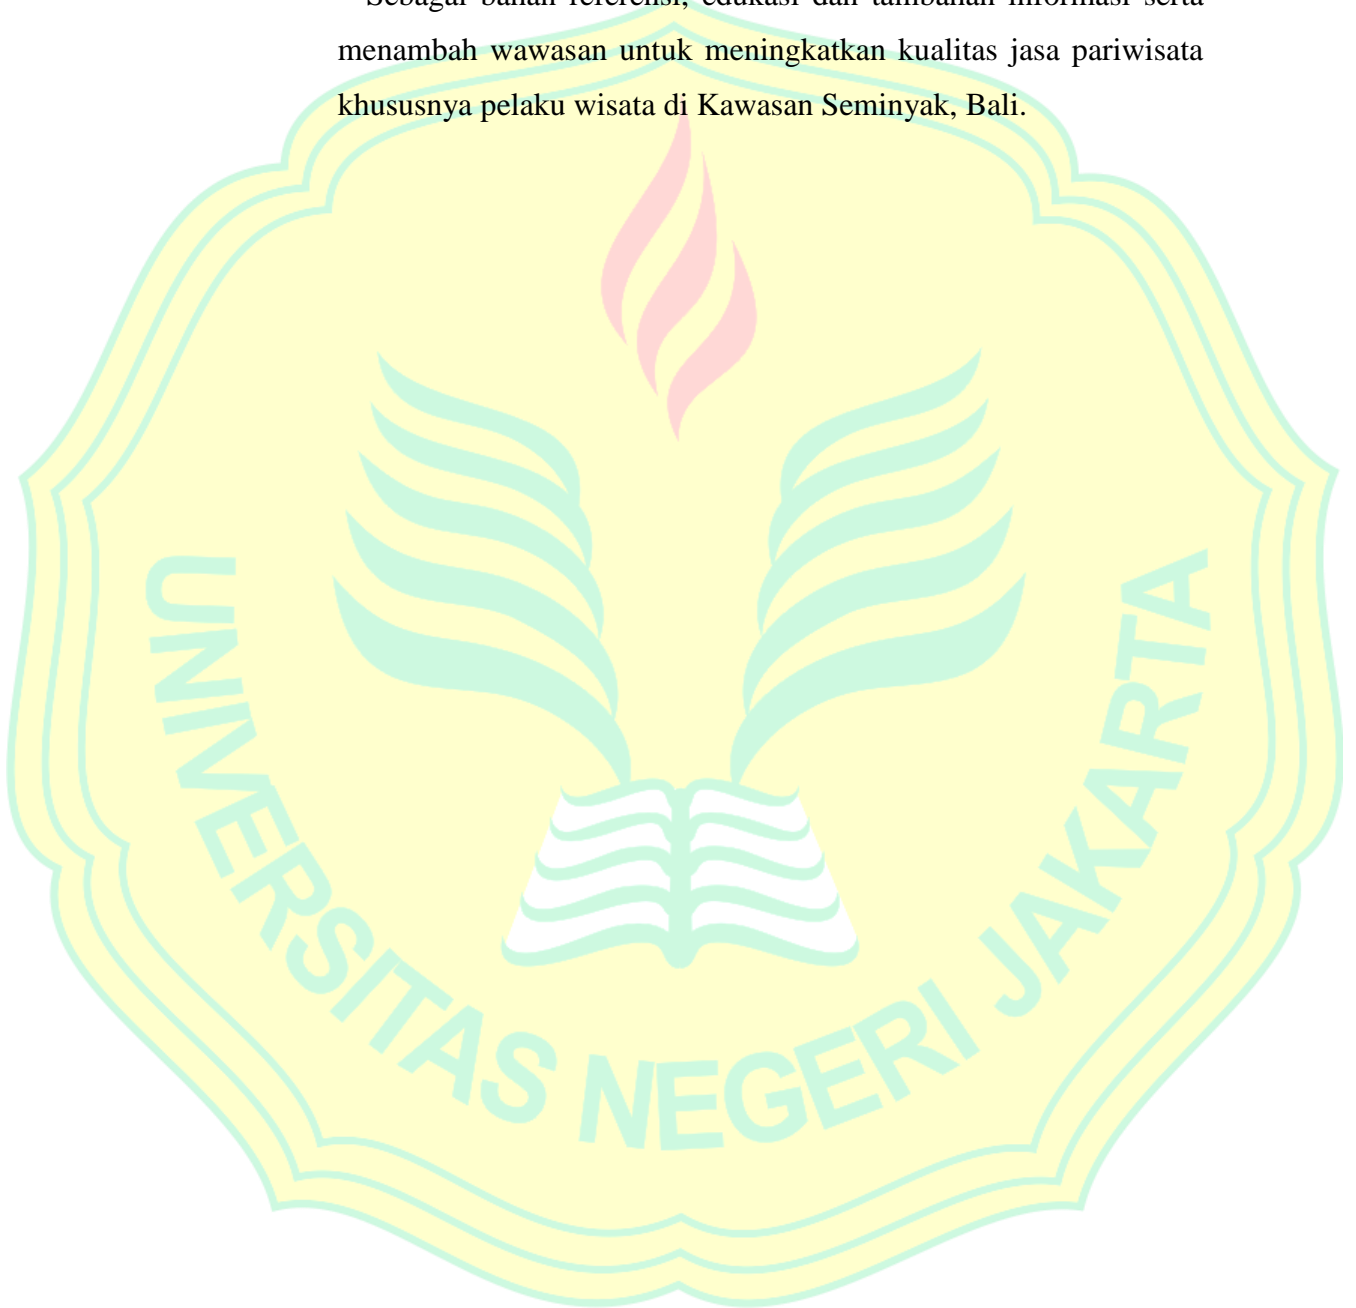 Sebagai bahan referensi, edukasi dan tambahan informasi serta
menambah wawasan untuk meningkatkan kualitas jasa pariwisata
khususnya pelaku wisata di Kawasan Seminyak, Bali.
UNIVERSITAS NEGERI JAKARTA